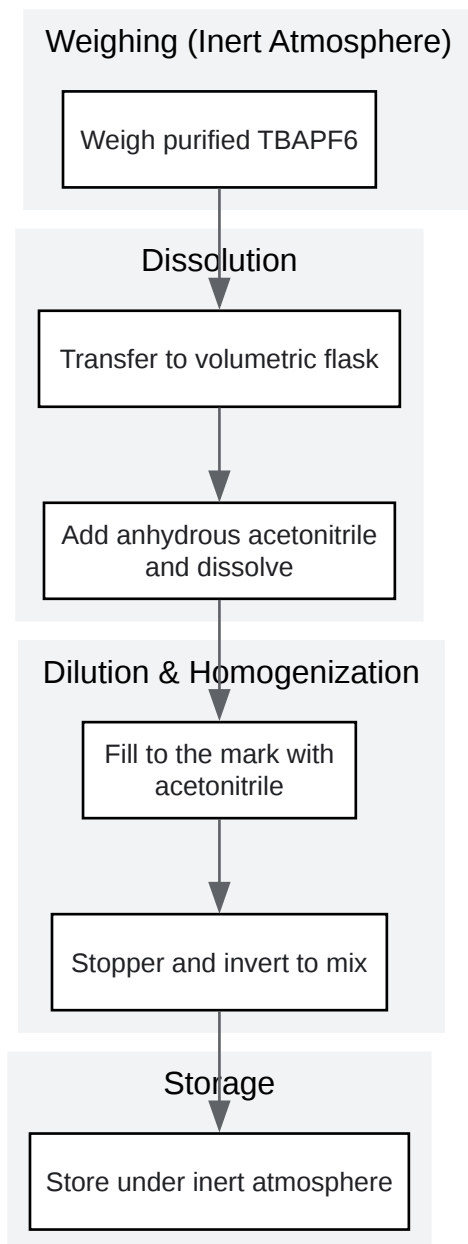 Weighing (Inert Atmosphere)
Weigh purified TBAPF6
Dissolution
Transfer to volumetric flask
Add anhydrous acetonitrile
and dissolve
Dilution & Homogenization
Fill to the mark with
acetonitrile
Stopper and invert to mix
Storage
Store under inert atmosphere